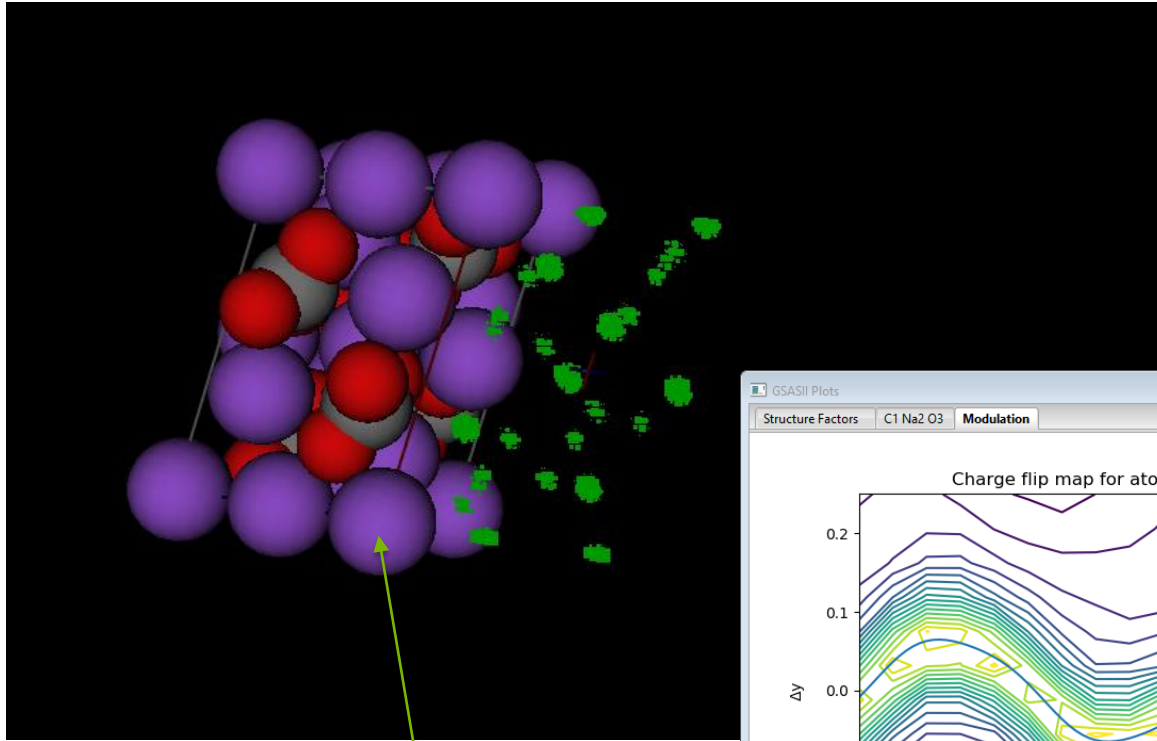 GSASII Plots
Structure Factors C1 Na2 O3 Modulation
Charge flip map for ato
0.2
0.1
Δy
0.0